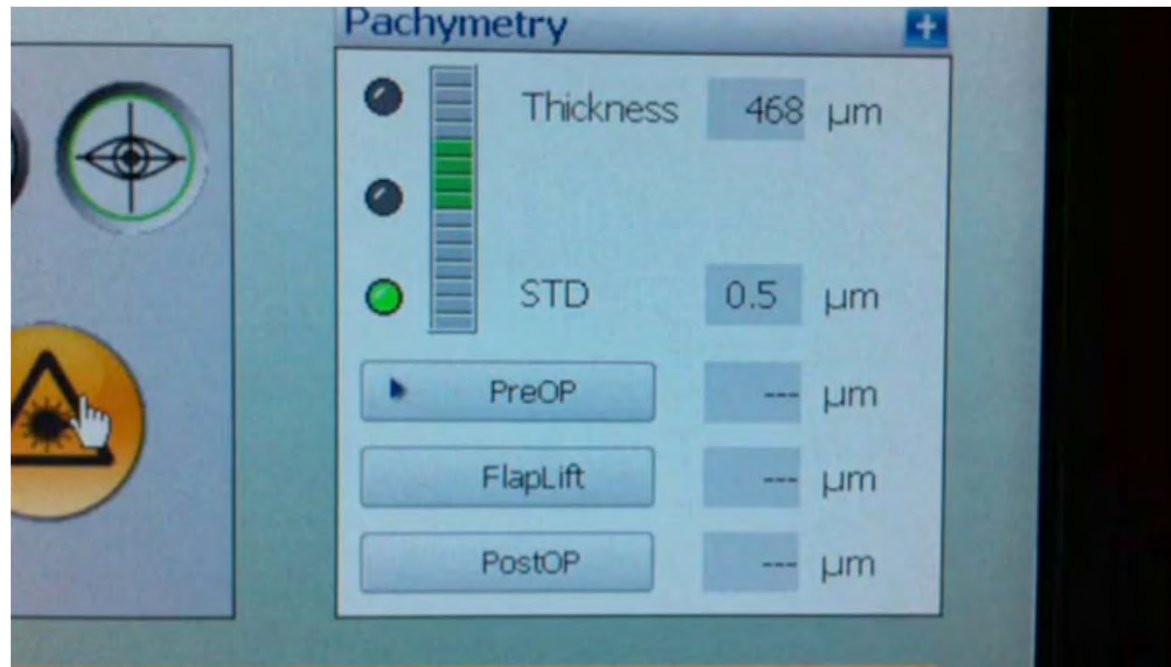 Pachymetry
Thickness 468 µm
STD 0.5 µm
PreOP --- µm
FlapLift --- µm
PostOP --- µm